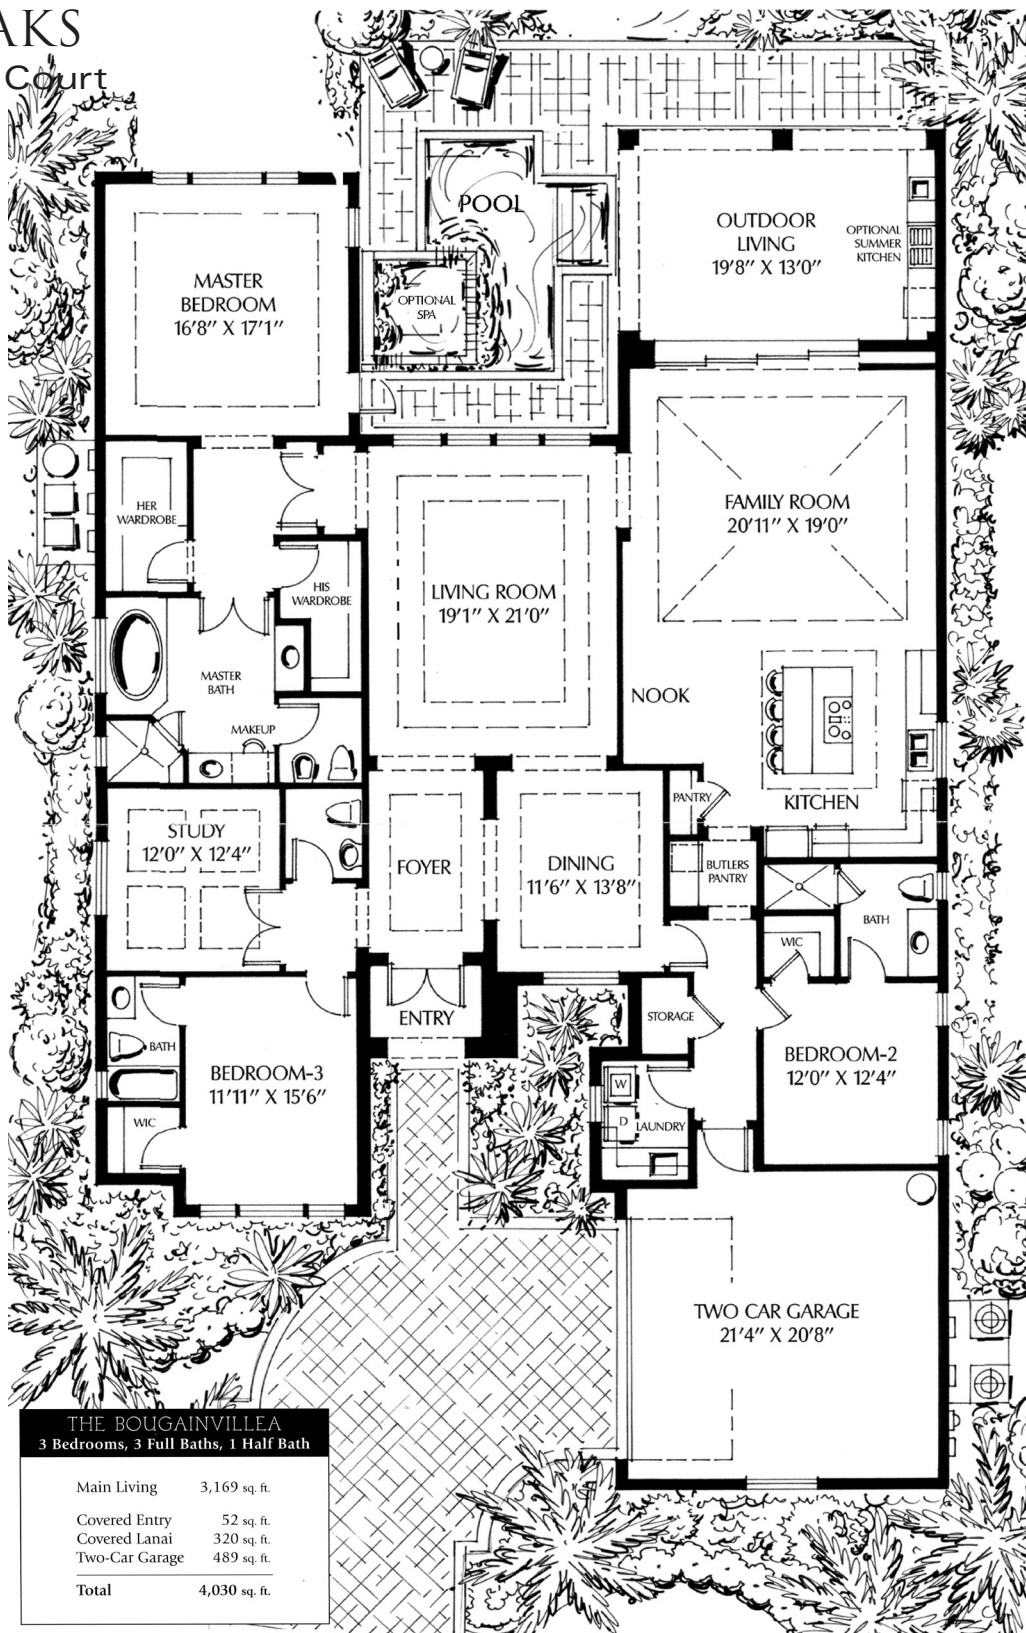 AKS
Court
POOL
OUTDOOR
LIVING
19'8" X 13'0"
OPTIONAL
SUMMER
KITCHEN
MASTER
BEDROOM
16'8" X 17'1"
OPTIONAL
SPA
HER
WARDROBE
FAMILY ROOM
20'11" X 19'0"
HIS
WARDROBE
LIVING ROOM
19'1" X 21'0"
MASTER
BATH
NOOK
MAKEUP
PANTRY
KITCHEN
STUDY
12'0" X 12'4"
FOYER
DINING
11'6" X 13'8"
BUTLERS
PANTRY
BATH
WIC
ENTRY
STORAGE
BATH
BEDROOM-3
11'11" X 15'6"
BEDROOM-2
12'0" X 12'4"
W
D
LAUNDRY
WIC
TWO CAR GARAGE
21'4" X 20'8"
THE BOUGAINVILLEA
3 Bedrooms, 3 Full Baths, 1 Half Bath
Main Living 3,169 sq. ft.
Covered Entry 52 sq. ft.
Covered Lanai 320 sq. ft.
Two-Car Garage 489 sq. ft.
Total 4,030 sq. ft.